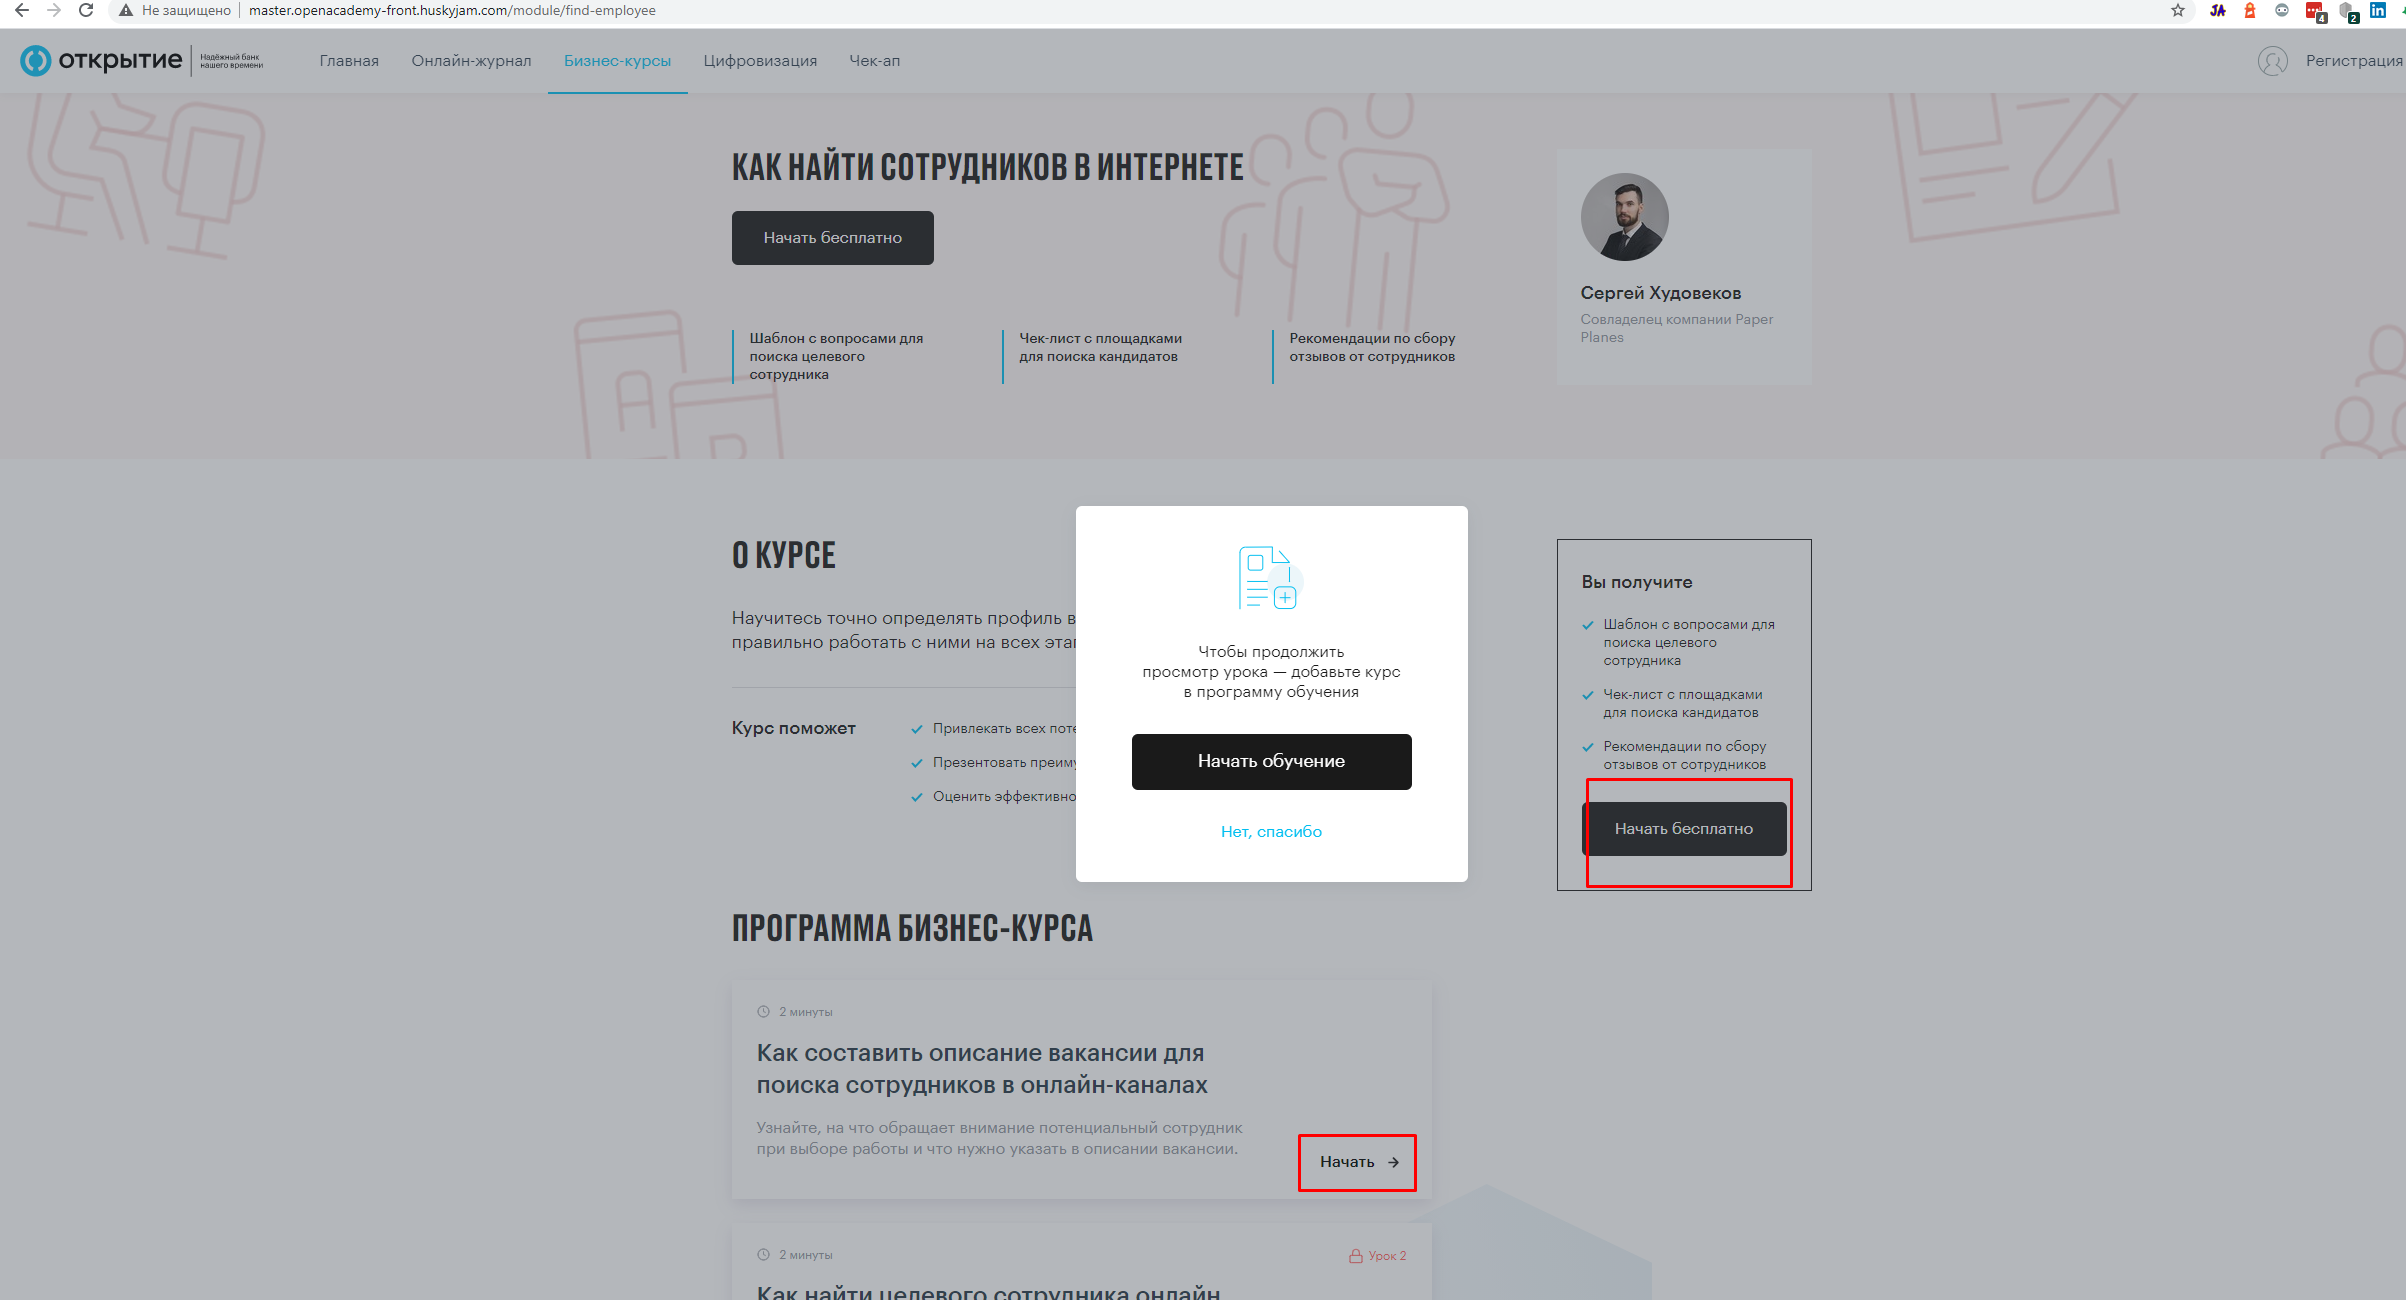 Не защищено master.openacademy-front.huskyjam.com/module/find-employee
4
2
in
открытие
Надёжный банк
нашего времени
Главная
Онлайн-журнал
Бизнес-курсы
Цифровизация
Чек-ап
Регистрация
КАК НАЙТИ СОТРУДНИКОВ В ИНТЕРНЕТЕ
Начать бесплатно
Шаблон с вопросами для
поиска целевого
сотрудника
Чек-лист с площадками
для поиска кандидатов
Рекомендации по сбору
отзывов от сотрудников
Сергей Худовеков
Совладелец компании Paper
Planes
О КУРСЕ
Научитесь точно определять профиль в
правильно работать с ними на всех этап
Курс поможет
Привлекать всех поте
Презентовать преиму
Оценить эффективно
Чтобы продолжить
просмотр урока — добавьте курс
в программу обучения
Начать обучение
Нет, спасибо
Вы получите
Шаблон с вопросами для
поиска целевого
сотрудника
Чек-лист с площадками
для поиска кандидатов
Рекомендации по сбору
отзывов от сотрудников
Начать бесплатно
ПРОГРАММА БИЗНЕС-КУРСА
2 минуты
Как составить описание вакансии для
поиска сотрудников в онлайн-каналах
Узнайте, на что обращает внимание потенциальный сотрудник
при выборе работы и что нужно указать в описании вакансии.
Начать →
2 минуты
Урок 2
Как найти целевого сотрудника онлайн